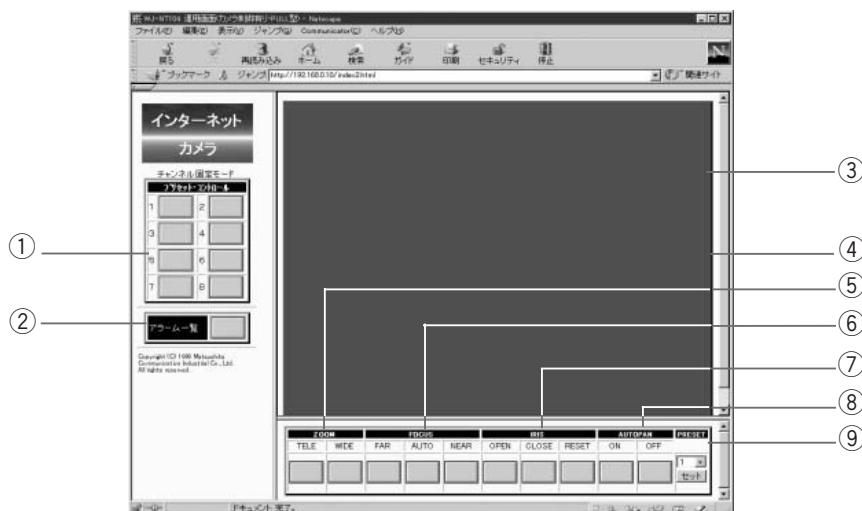 WJ-NT104 運用画面(カメラ制御有り・PULL型) - Netscape
ファイル(F) 編集(E) 表示(V) ジャンプ(G) Communicator(C) ヘルプ(H)
戻る 再読み込み ホーム 検索 ガイド 印刷 セキュリティ 停止
N
ブックマーク ジャンプ http://192.168.0.10/index2.html 関連サイト
インターネット
カメラ
チャンネル固定モード
プリセット・コントロール
1 2
3 4
5 6
7 8
アラーム一覧
Copyright (C) 1998 Matsushita
Communication Industrial Co., Ltd.
All rights reserved.
①
②
③
④
⑤
⑥
⑦
⑧
⑨
ZOOM FOCUS IRIS AUTOPAN PRESET
TELE WIDE FAR AUTO NEAR OPEN CLOSE RESET ON OFF
1
セット
ドキュメント: 完了。